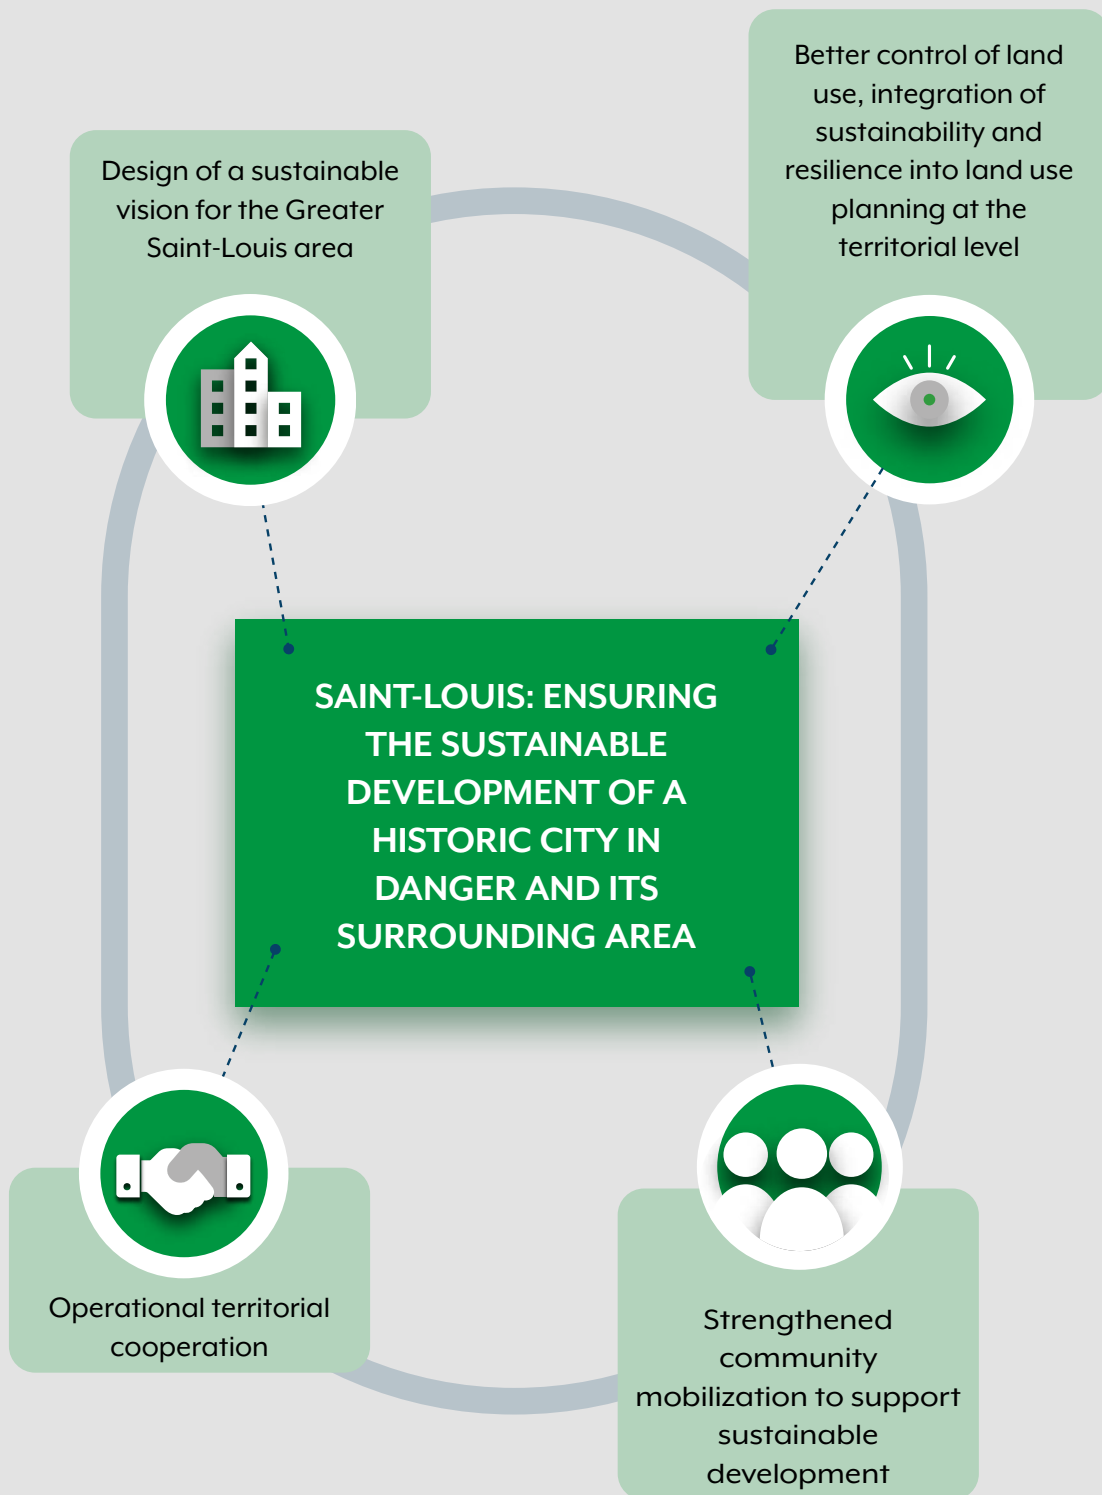 Design of a sustainable
vision for the Greater
Saint-Louis area
Better control of land
use, integration of
sustainability and
resilience into land use
planning at the
territorial level
SAINT-LOUIS: ENSURING
THE SUSTAINABLE
DEVELOPMENT OF A
HISTORIC CITY IN
DANGER AND ITS
SURROUNDING AREA
Operational territorial
cooperation
Strengthened
community
mobilization to support
sustainable
development